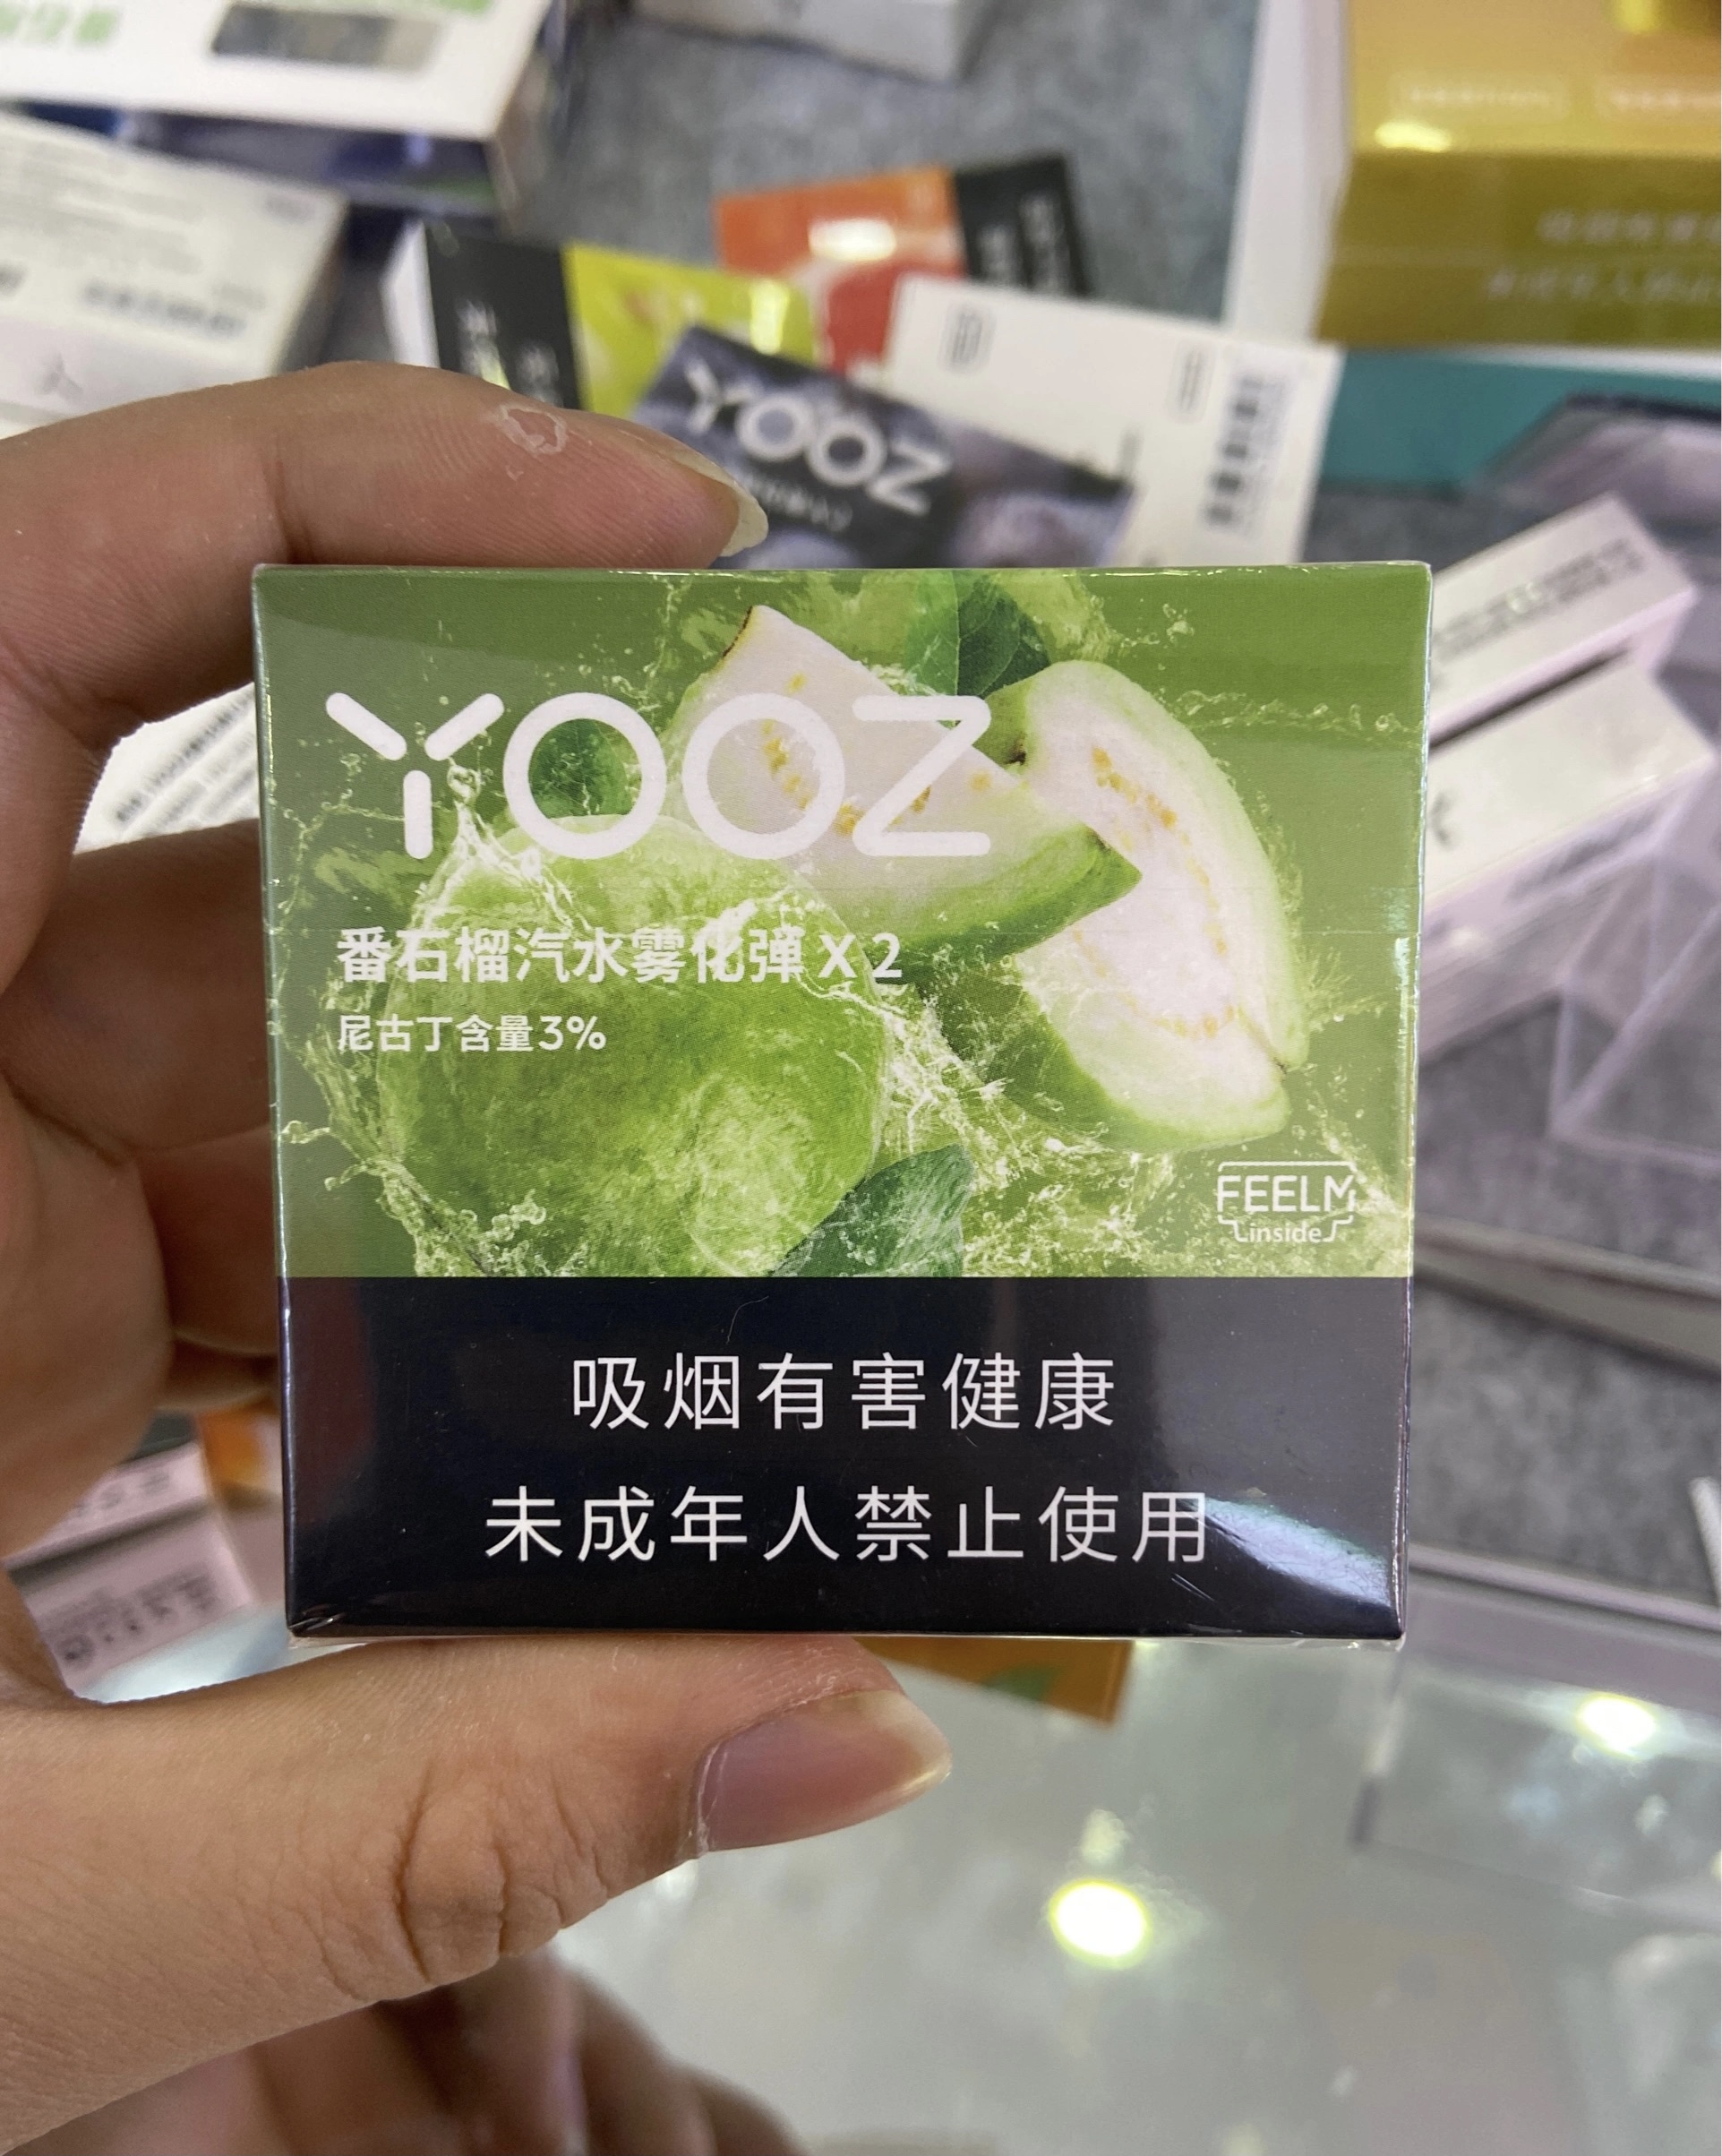 YOOZ
YOOZ
番石榴汽水雾化弹 X 2
尼古丁含量3%
FEELM
inside
吸烟有害健康
未成年人禁止使用